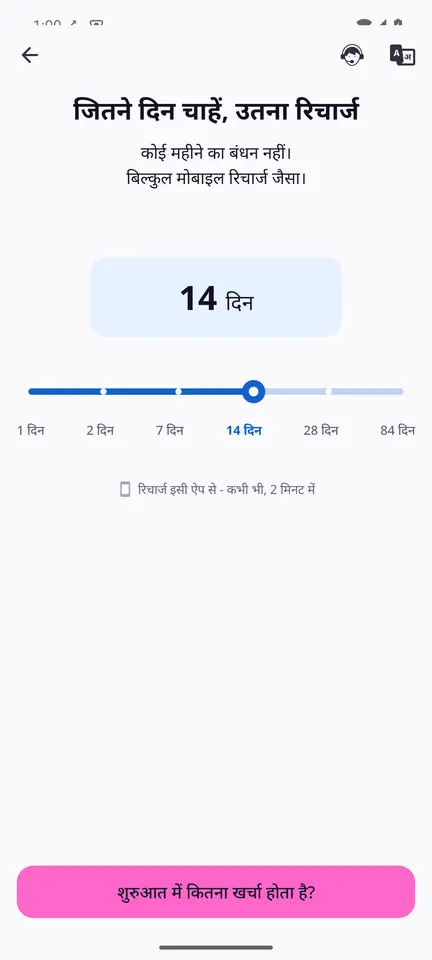 जितने दिन चाहें, उतना रिचार्ज
कोई महीने का बंधन नहीं।
बिल्कुल मोबाइल रिचार्ज जैसा।
14 दिन
1 दिन 2 दिन 7 दिन 14 दिन 28 दिन 84 दिन
रिचार्ज इसी ऐप से - कभी भी, 2 मिनट में
शुरुआत में कितना खर्चा होता है?